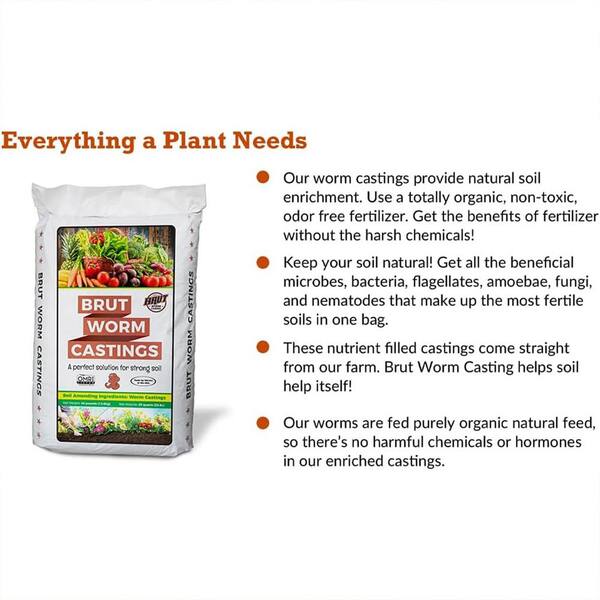 Everything a Plant Needs
Our worm castings provide natural soil
enrichment. Use a totally organic, non-toxic,
odor free fertilizer. Get the benefits of fertilizer
without the harsh chemicals!
Keep your soil natural! Get all the beneficial
microbes, bacteria, flagellates, amoebae, fungi,
and nematodes that make up the most fertile
soils in one bag.
These nutrient filled castings come straight
from our farm. Brut Worm Casting helps soil
help itself!
Our worms are fed purely organic natural feed,
so there's no harmful chemicals or hormones
in our enriched castings.
BRUT WORM CASTINGS
BRUT
BRUT
WORM
CASTINGS
A perfect solution for strong soil
OMRI
Soil Amending Ingredients: Worm Castings
BRUT WORM CASTINGS